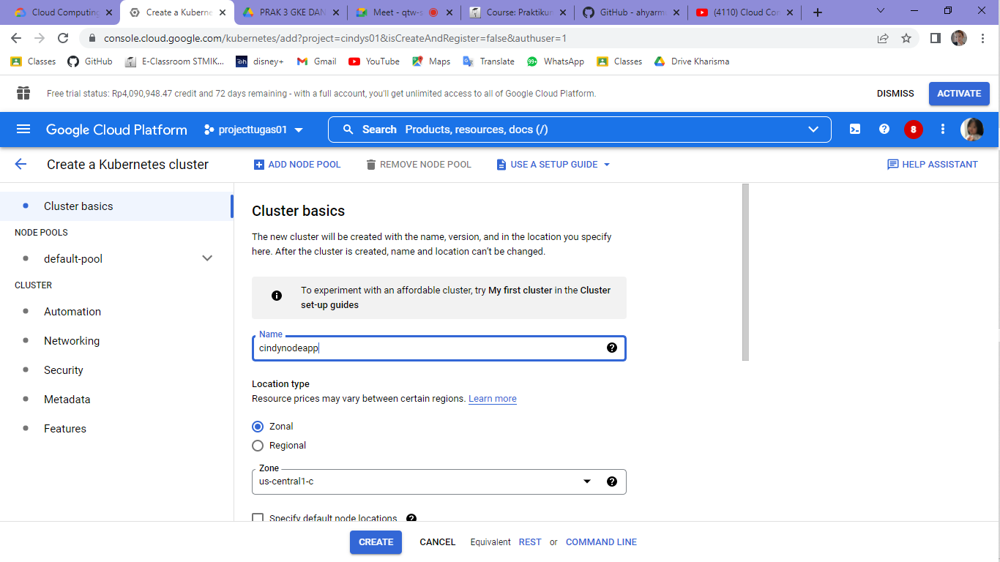 Cloud Computing
Create a Kuberne
PRAK 3 GKE DAN
Meet - qtw-s
Course: Praktikur
GitHub - ahyarm
(4110) Cloud Co
console.cloud.google.com/kubernetes/add?project=cindys01&isCreateAndRegister=false&authuser=1
Classes
GitHub
E-Classroom STMIK...
disney+
Gmail
YouTube
Maps
Translate
WhatsApp
Classes
Drive Kharisma
Free trial status: Rp4,090,948.47 credit and 72 days remaining - with a full account, you'll get unlimited access to all of Google Cloud Platform.
DISMISS
ACTIVATE
Google Cloud Platform
projecttugas01
Search Products, resources, docs (/)
8
Create a Kubernetes cluster
ADD NODE POOL
REMOVE NODE POOL
USE A SETUP GUIDE
HELP ASSISTANT
Cluster basics
NODE POOLS
default-pool
CLUSTER
Automation
Networking
Security
Metadata
Features
Cluster basics
The new cluster will be created with the name, version, and in the location you specify
here. After the cluster is created, name and location can't be changed.
To experiment with an affordable cluster, try My first cluster in the Cluster
set-up guides
Name
cindynodeapp
Location type
Resource prices may vary between certain regions. Learn more
Zonal
Regional
Zone
us-central1-c
Specify default node locations
CREATE
CANCEL
Equivalent REST or COMMAND LINE